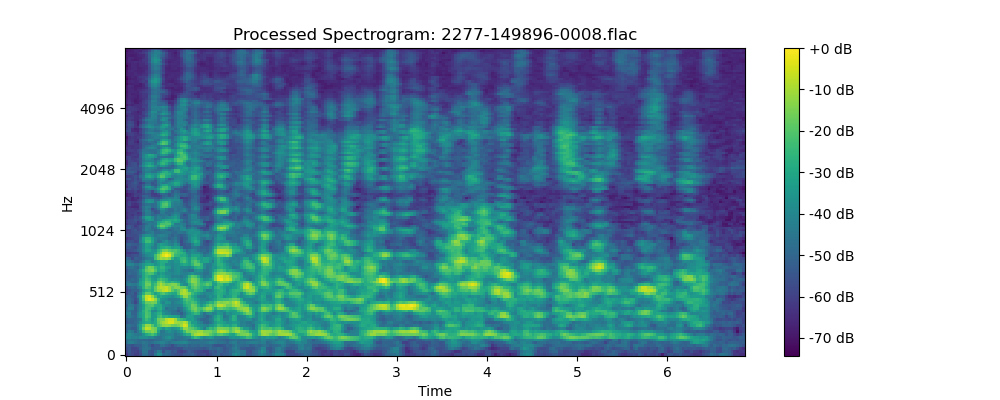 Processed Spectrogram: 2277-149896-0008.flac
+0 dB
-10 dB
-20 dB
-30 dB
-40 dB
-50 dB
-60 dB
-70 dB
Hz
4096
2048
1024
512
0
0 1 2 3 4 5 6
Time